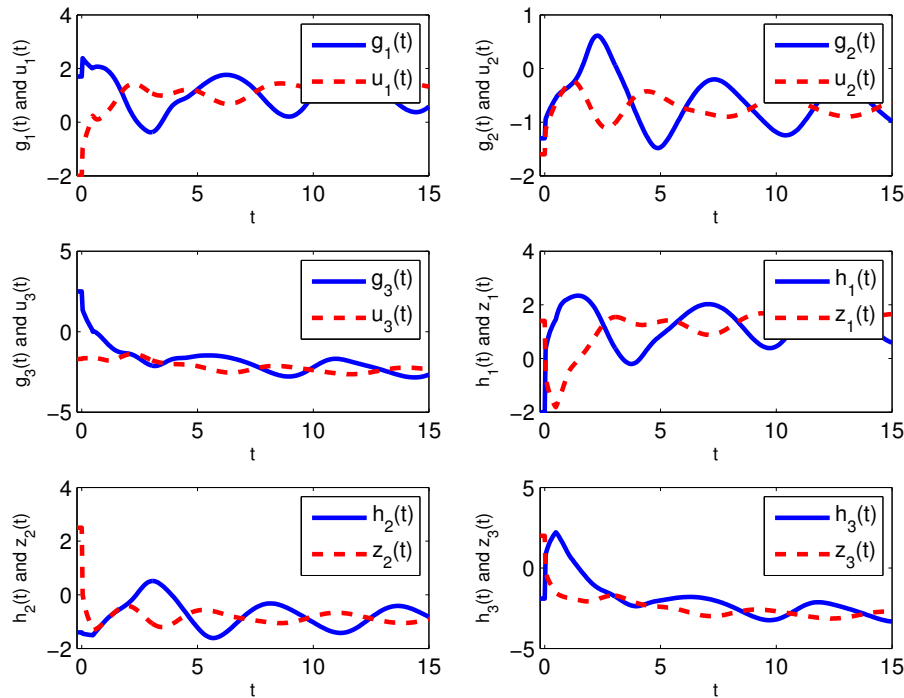 4
2
0
−2
g_1(t) and u_1(t)
g_1(t)
u_1(t)
0 5 10 15
t
1
0
−1
−2
g_2(t) and u_2(t)
g_2(t)
u_2(t)
0 5 10 15
t
5
0
−5
g_3(t) and u_3(t)
g_3(t)
u_3(t)
0 5 10 15
t
4
2
0
−2
h_1(t) and z_1(t)
h_1(t)
z_1(t)
0 5 10 15
t
4
2
0
−2
h_2(t) and z_2(t)
h_2(t)
z_2(t)
0 5 10 15
t
5
0
−5
h_3(t) and z_3(t)
h_3(t)
z_3(t)
0 5 10 15
t